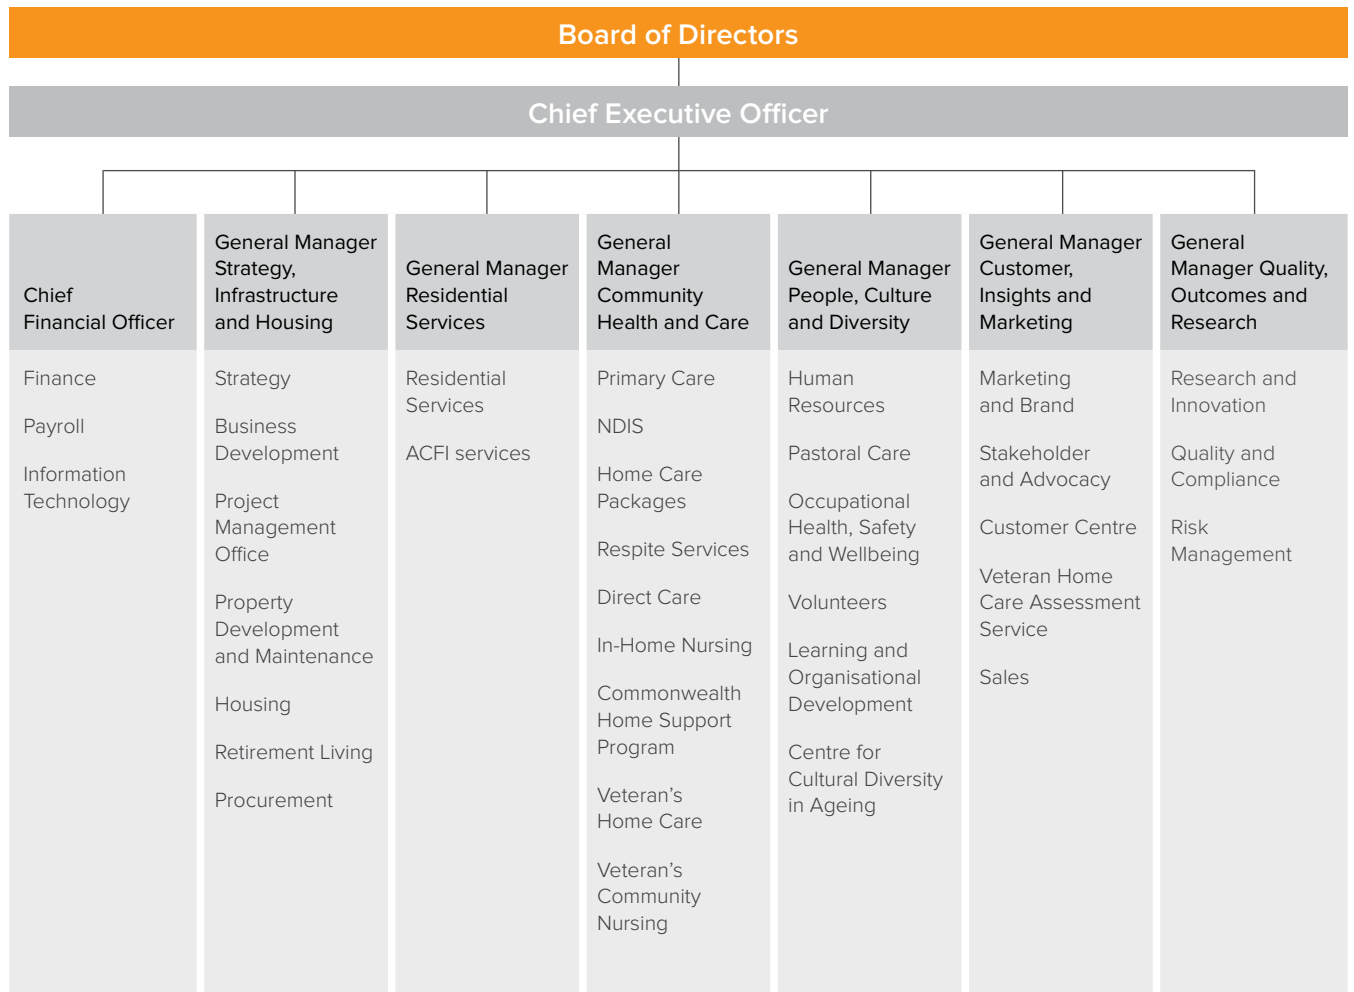 Board of Directors
Chief Executive Officer
Chief
Financial Officer
Finance
Payroll
Information
Technology
General Manager
Strategy,
Infrastructure
and Housing
Strategy
Business
Development
Project
Management
Office
Property
Development
and Maintenance
Housing
Retirement Living
Procurement
General Manager
Residential
Services
Residential
Services
ACFI services
General
Manager
Community
Health and Care
Primary Care
NDIS
Home Care
Packages
Respite Services
Direct Care
In-Home Nursing
Commonwealth
Home Support
Program
Veteran’s
Home Care
Veteran’s
Community
Nursing
General Manager
People, Culture
and Diversity
Human
Resources
Pastoral Care
Occupational
Health, Safety
and Wellbeing
Volunteers
Learning and
Organisational
Development
Centre for
Cultural Diversity
in Ageing
General Manager
Customer,
Insights and
Marketing
Marketing
and Brand
Stakeholder
and Advocacy
Customer Centre
Veteran Home
Care Assessment
Service
Sales
General
Manager Quality,
Outcomes and
Research
Research and
Innovation
Quality and
Compliance
Risk
Management